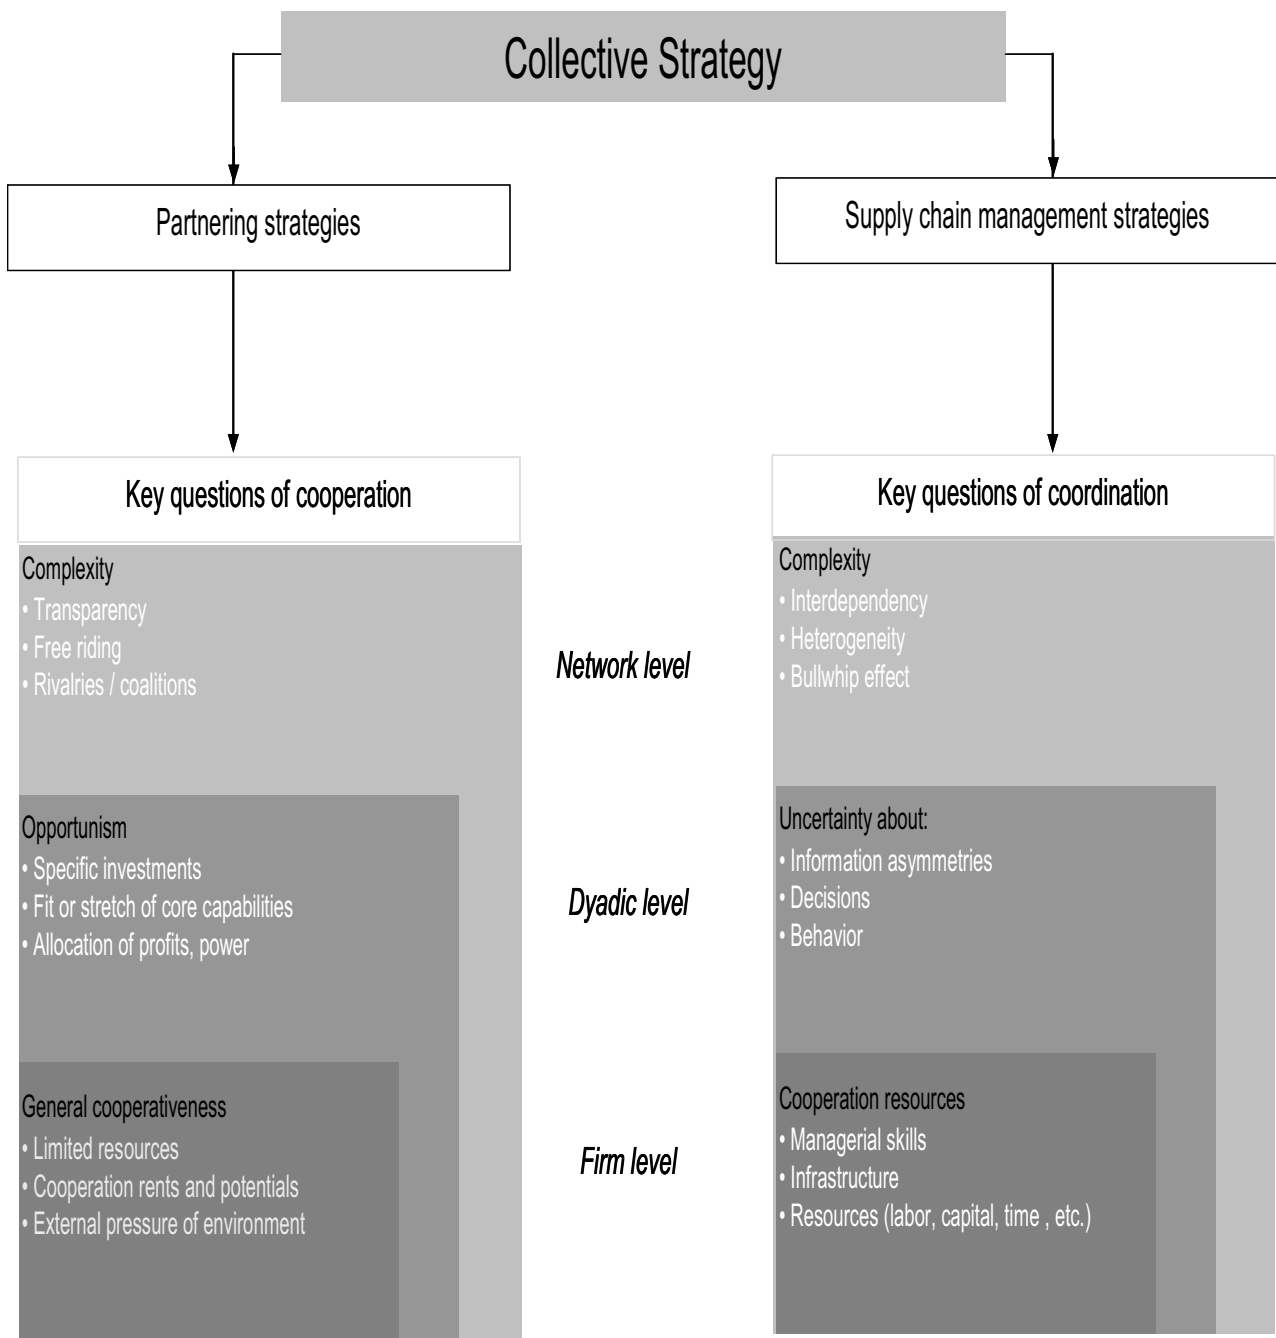 Collective Strategy
Partnering strategies
Supply chain management strategies
Key questions of cooperation
Key questions of coordination
Complexity
• Transparency
• Free riding
• Rivalries / coalitions
Network level
Complexity
• Interdependency
• Heterogeneity
• Bullwhip effect
Opportunism
• Specific investments
• Fit or stretch of core capabilities
• Allocation of profits, power
Dyadic level
Uncertainty about:
• Information asymmetries
• Decisions
• Behavior
General cooperativeness
• Limited resources
• Cooperation rents and potentials
• External pressure of environment
Firm level
Cooperation resources
• Managerial skills
• Infrastructure
• Resources (labor, capital, time , etc.)